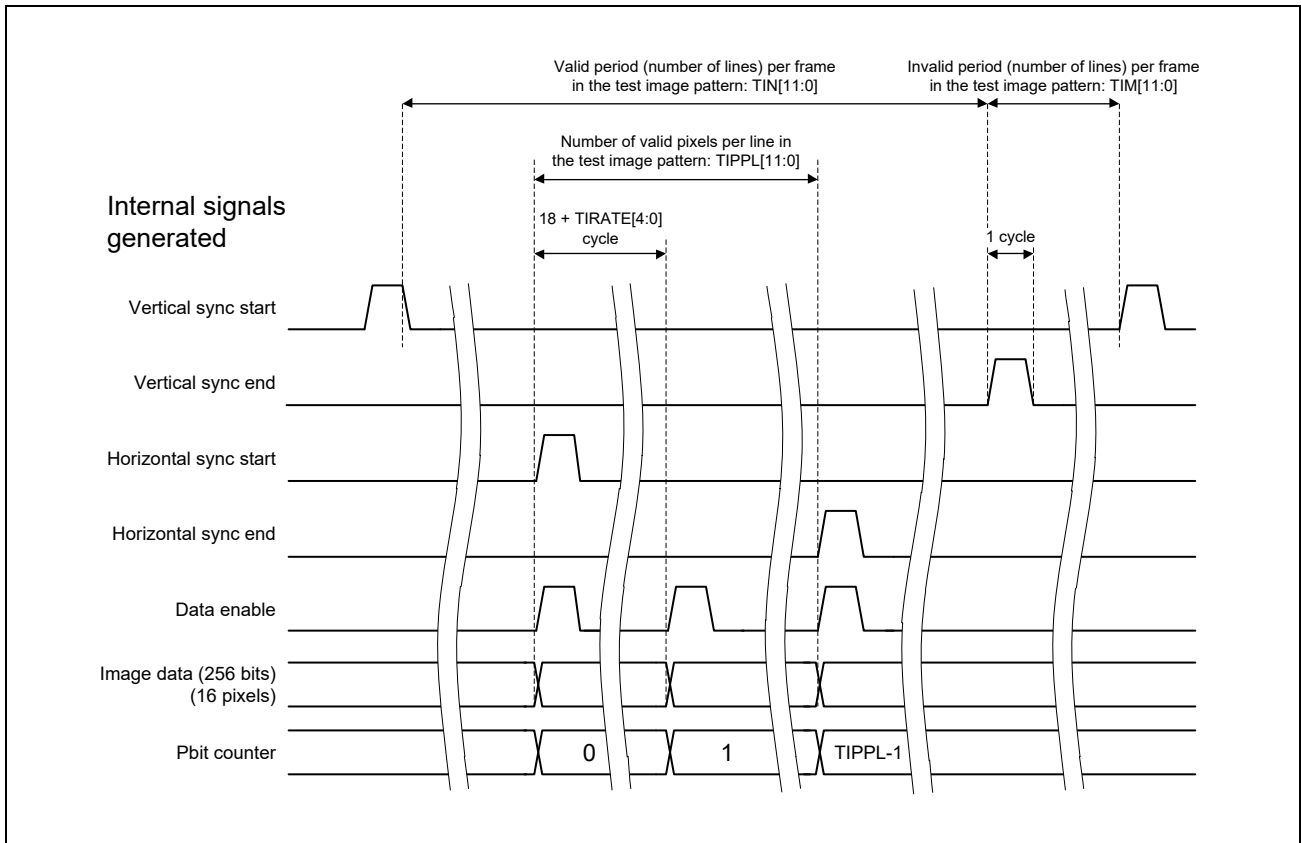 Valid period (number of lines) per frame
in the test image pattern: TIN[11:0]
Invalid period (number of lines) per frame
in the test image pattern: TIM[11:0]
Number of valid pixels per line in
the test image pattern: TIPPL[11:0]
Internal signals
generated
18 + TIRATE[4:0]
cycle
1 cycle
Vertical sync start
Vertical sync end
Horizontal sync start
Horizontal sync end
Data enable
Image data (256 bits)
(16 pixels)
Pbit counter
0
1
TIPPL-1